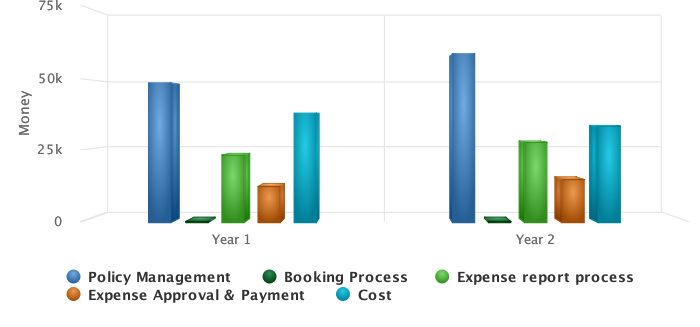 75k
50k
25k
0
Money
Year 1
Year 2
Policy Management
Booking Process
Expense report process
Expense Approval & Payment
Cost